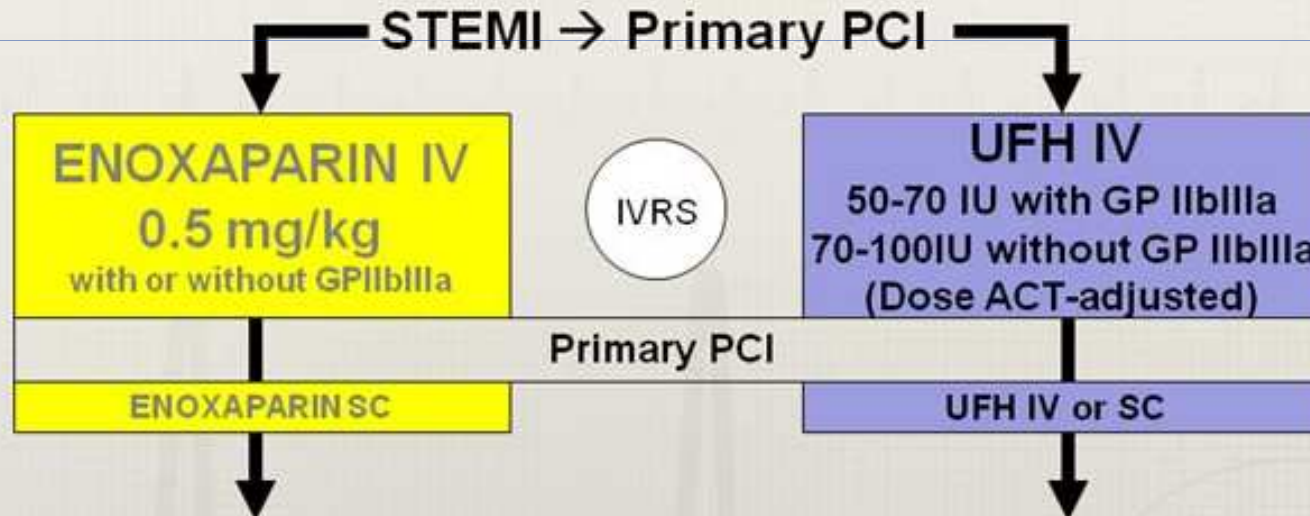 STEMI → Primary PCI
ENOXAPARIN IV
0.5 mg/kg
with or without GPIIbIIIa
IVRS
UFH IV
50-70 IU with GP IIbIIIa
70-100IU without GP IIbIIIa
(Dose ACT-adjusted)
Primary PCI
ENOXAPARIN SC
UFH IV or SC